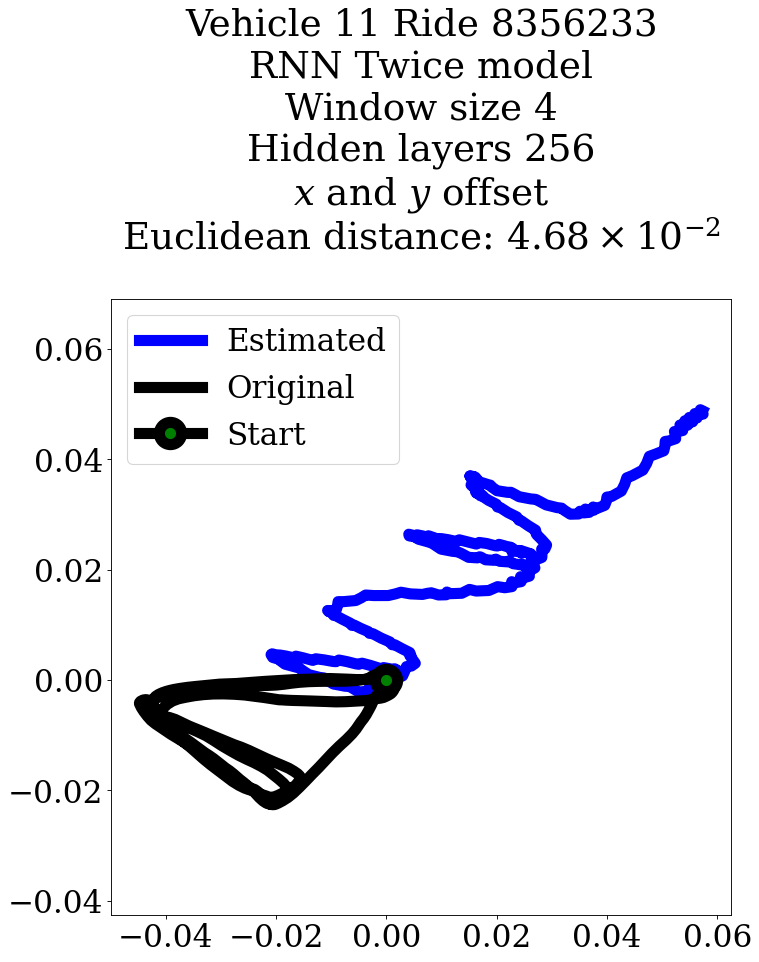 Vehicle 11 Ride 8356233
RNN Twice model
Window size 4
Hidden layers 256
x and y offset
Euclidean distance: 4.68 × 10⁻²
Estimated
Original
Start
0.06
0.04
0.02
0.00
−0.02
−0.04
−0.04 −0.02 0.00 0.02 0.04 0.06